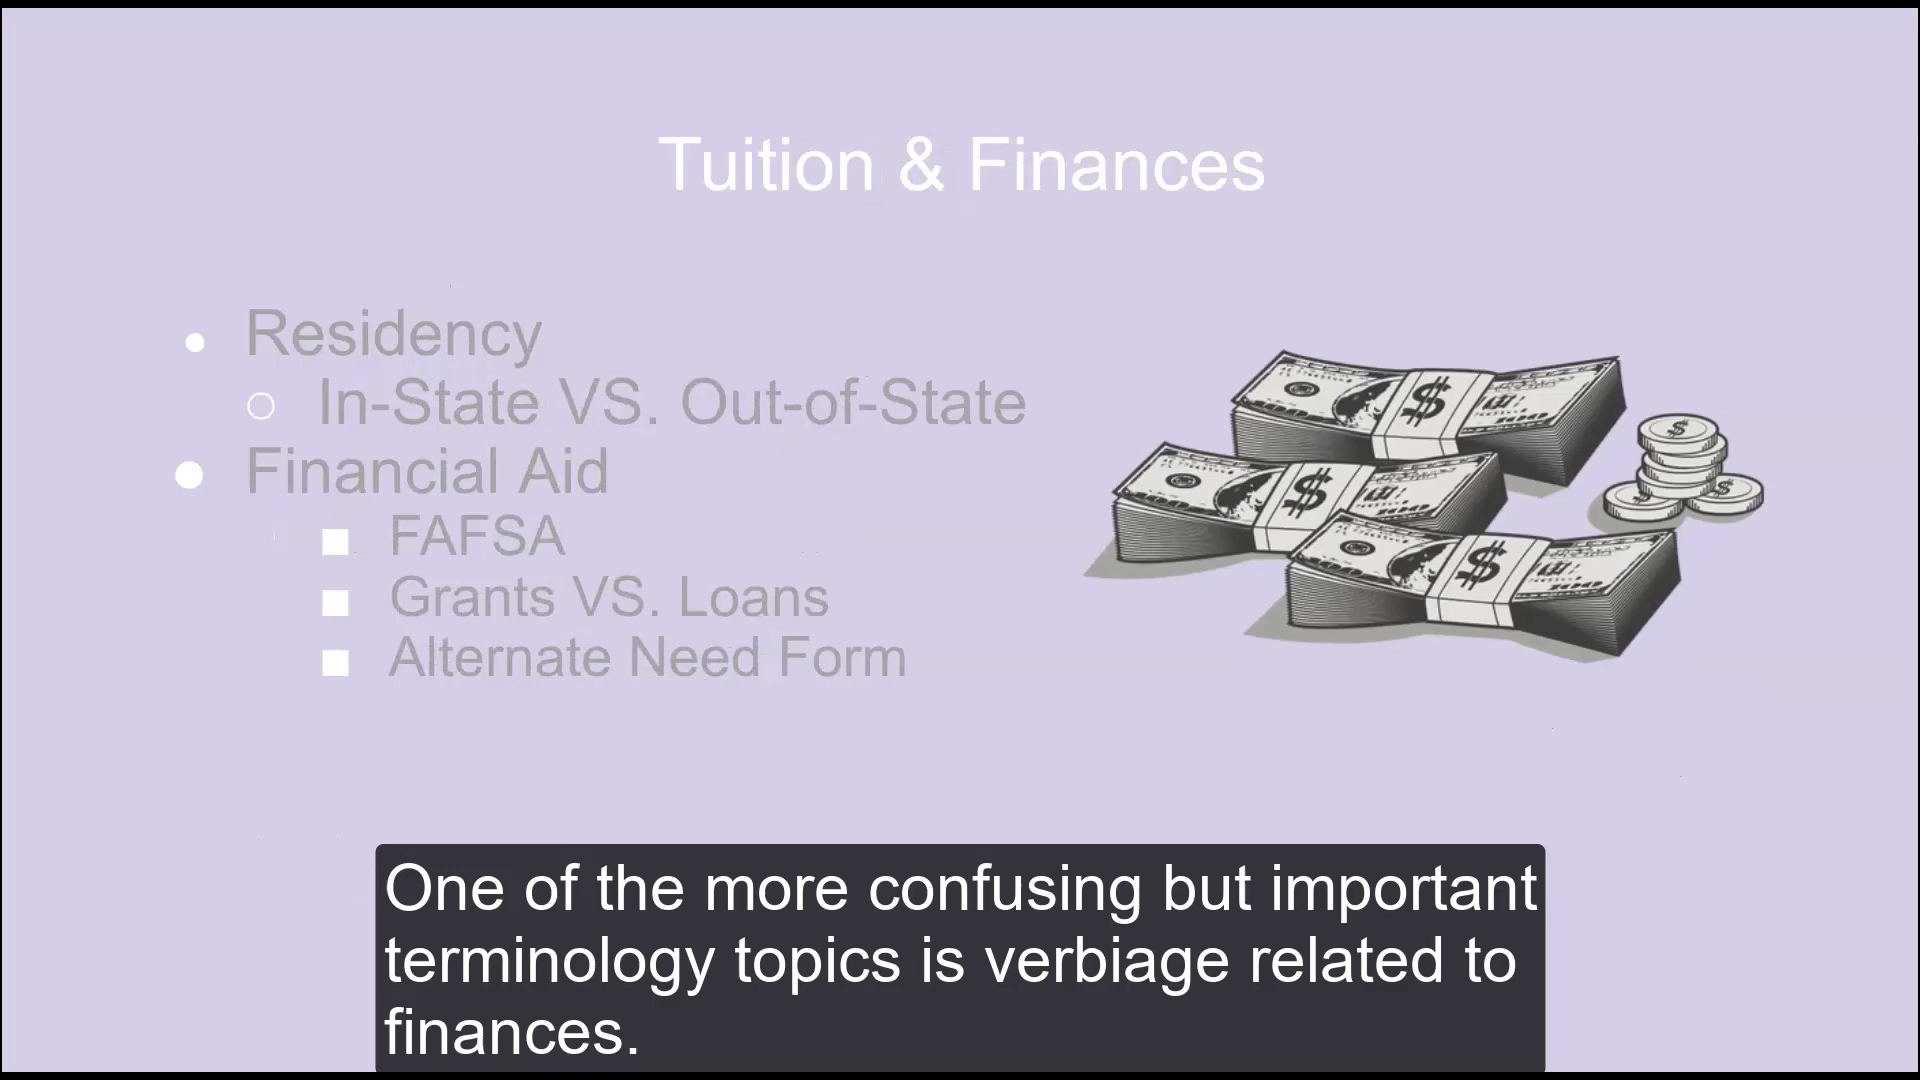 Tuition & Finances
Residency
In-State VS. Out-of-State
Financial Aid
FAFSA
Grants VS. Loans
Alternate Need Form
One of the more confusing but important
terminology topics is verbiage related to
finances.